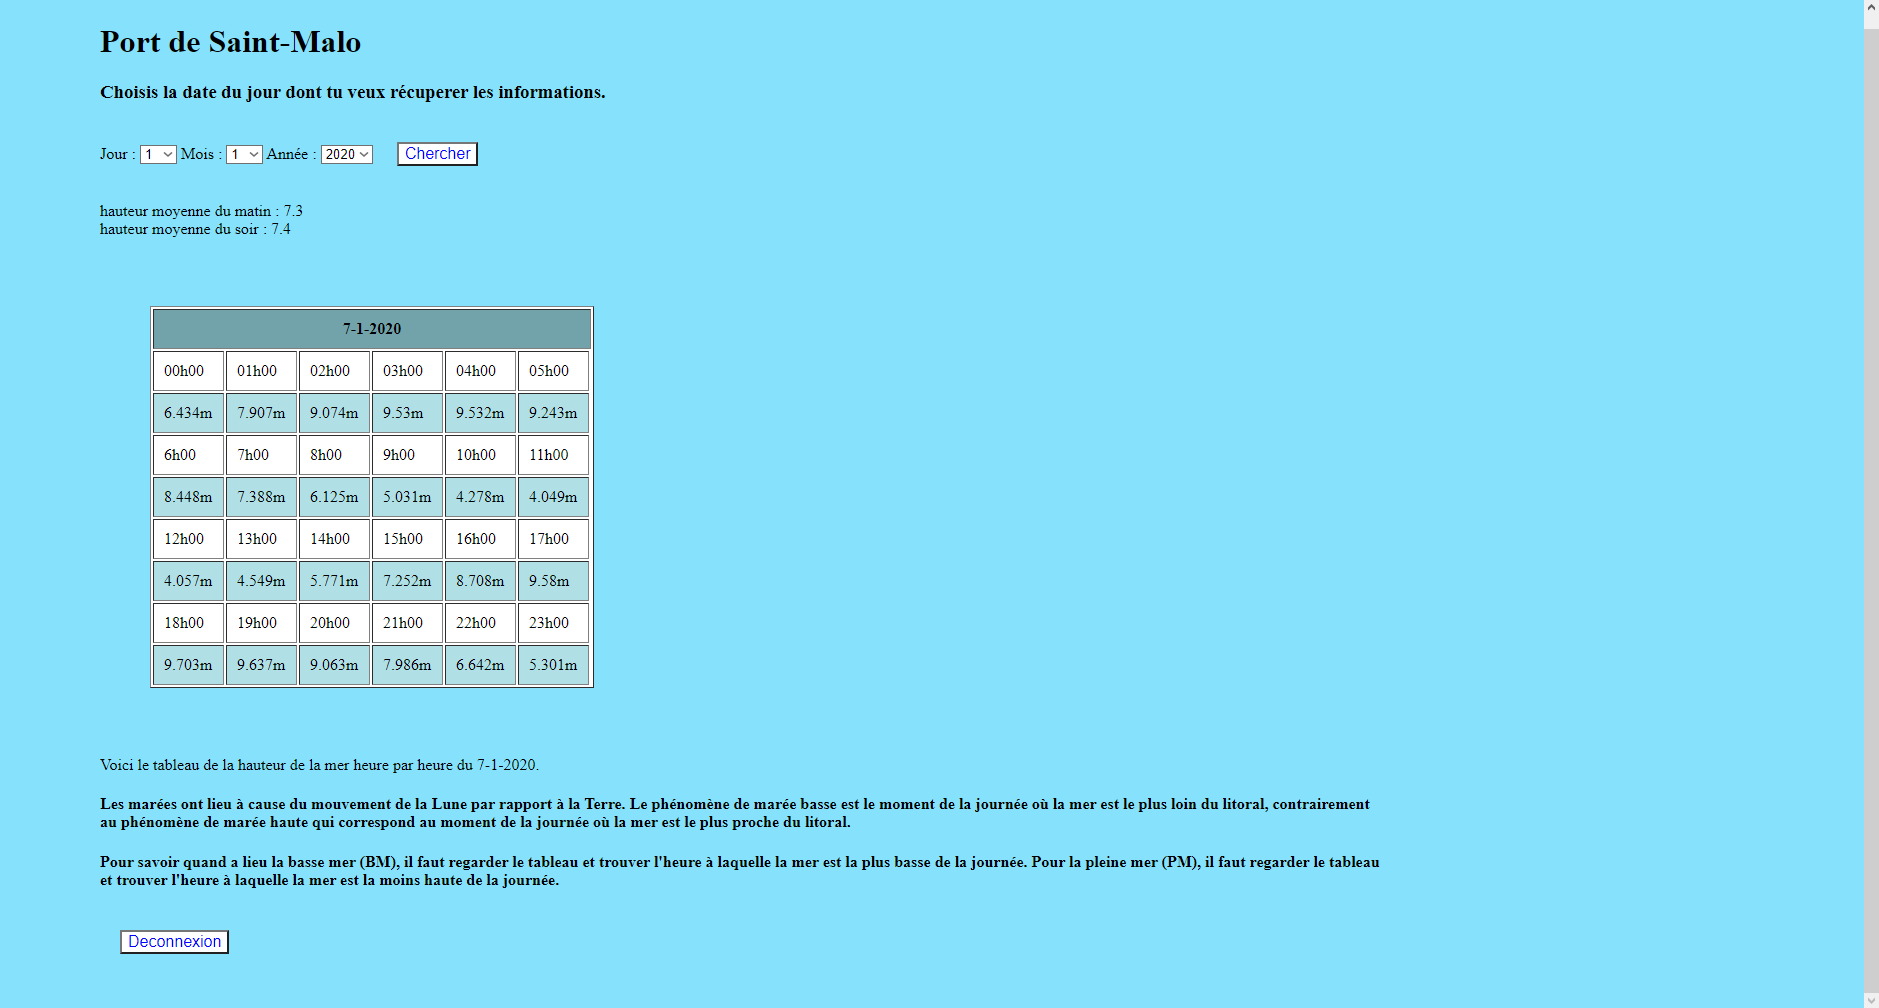 Port de Saint-Malo
Choisis la date du jour dont tu veux récuperer les informations.
Jour : 1 Mois : 1 Année : 2020 Chercher
hauteur moyenne du matin : 7.3
hauteur moyenne du soir : 7.4
7-1-2020
00h00 01h00 02h00 03h00 04h00 05h00
6.434m 7.907m 9.074m 9.53m 9.532m 9.243m
6h00 7h00 8h00 9h00 10h00 11h00
8.448m 7.388m 6.125m 5.031m 4.278m 4.049m
12h00 13h00 14h00 15h00 16h00 17h00
4.057m 4.549m 5.771m 7.252m 8.708m 9.58m
18h00 19h00 20h00 21h00 22h00 23h00
9.703m 9.637m 9.063m 7.986m 6.642m 5.301m
Voici le tableau de la hauteur de la mer heure par heure du 7-1-2020.
Les marées ont lieu à cause du mouvement de la Lune par rapport à la Terre. Le phénomène de marée basse est le moment de la journée où la mer est le plus loin du litoral, contrairement
au phénomène de marée haute qui correspond au moment de la journée où la mer est le plus proche du litoral.
Pour savoir quand a lieu la basse mer (BM), il faut regarder le tableau et trouver l'heure à laquelle la mer est la plus basse de la journée. Pour la pleine mer (PM), il faut regarder le tableau
et trouver l'heure à laquelle la mer est la moins haute de la journée.
Deconnexion